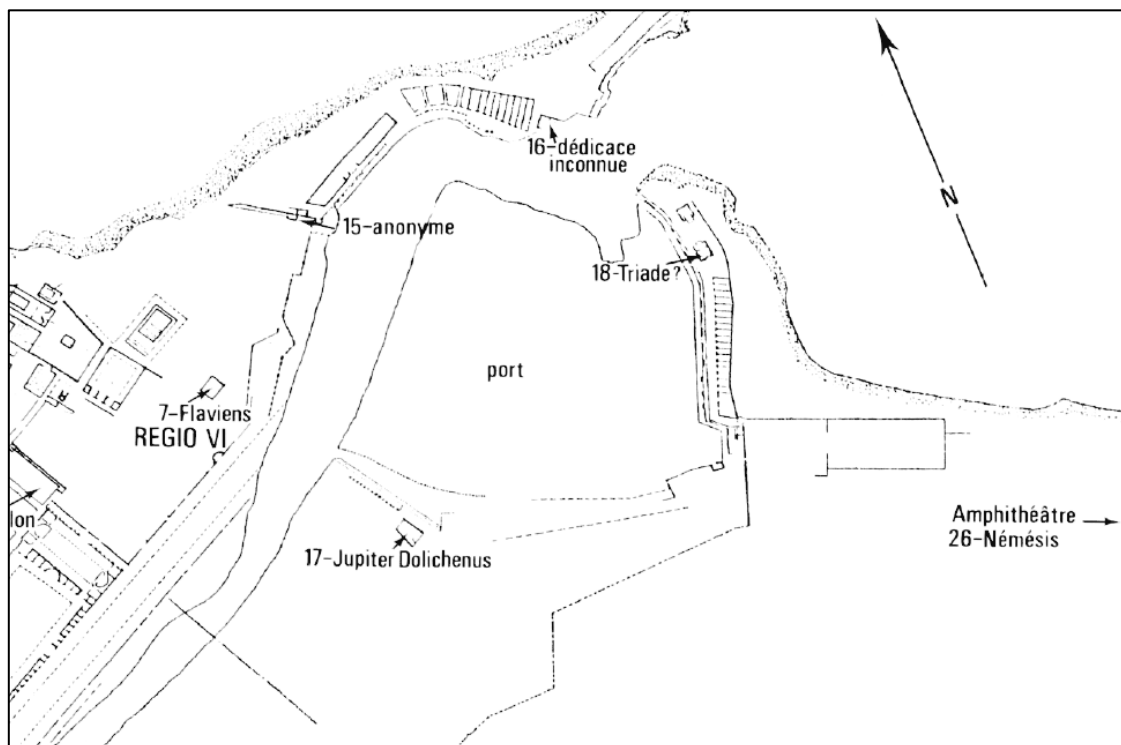 16-dédicace
inconnue
N
15-anonyme
18-Triade?
port
7-Flaviens
REGIO VI
lon
17-Jupiter Dolichenus
Amphithéâtre
26-Némésis